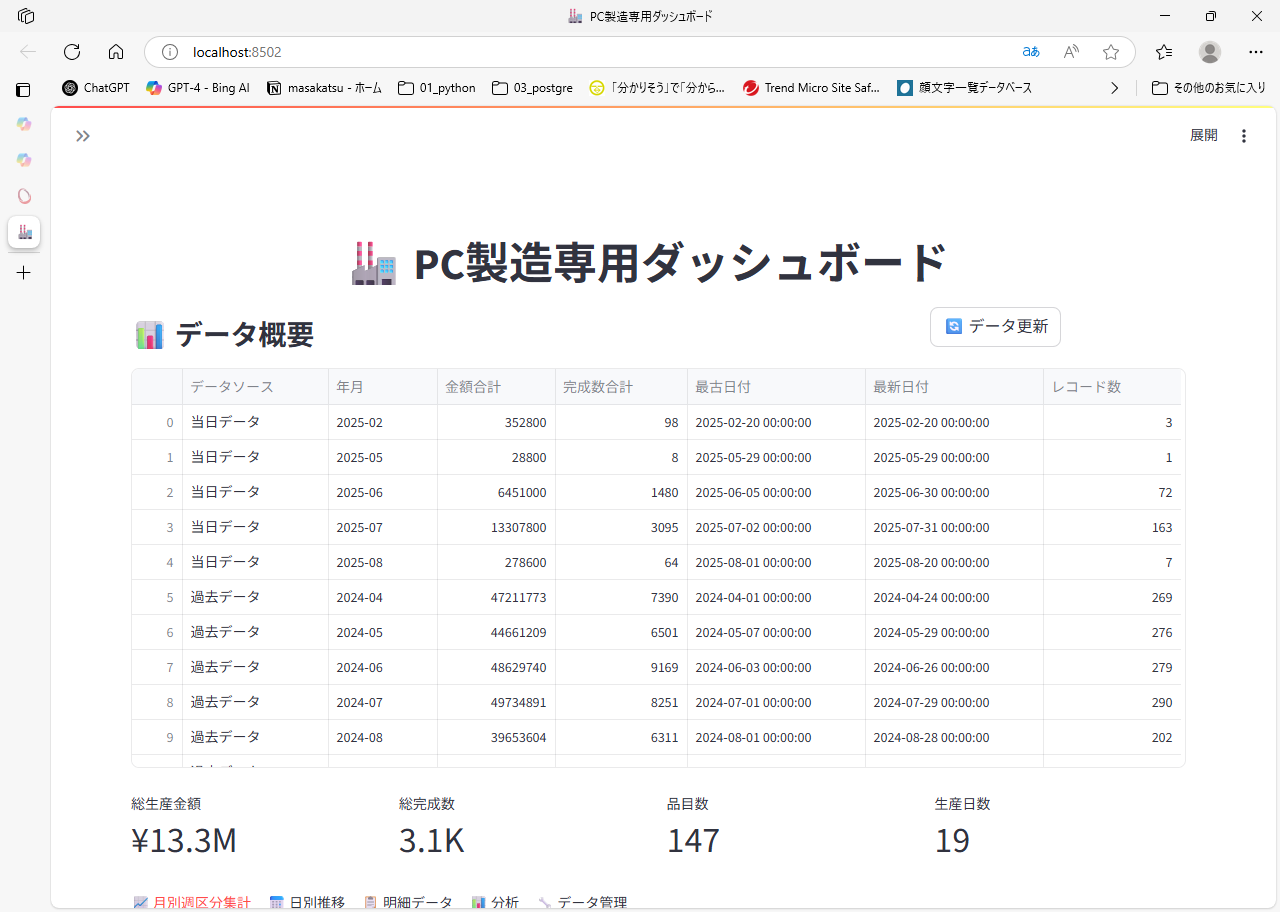 PC製造専用ダッシュボード
localhost:8502
ChatGPT GPT-4 - Bing AI masakatsu - ホーム 01_python 03_postgre 「分かりそう」で「分から... Trend Micro Site Saf... 顔文字一覧データベース その他のお気に入り
展開
PC製造専用ダッシュボード
データ概要
データ更新
データソース 年月 金額合計 完成数合計 最古日付 最新日付 レコード数
0 当日データ 2025-02 352800 98 2025-02-20 00:00:00 2025-02-20 00:00:00 3
1 当日データ 2025-05 28800 8 2025-05-29 00:00:00 2025-05-29 00:00:00 1
2 当日データ 2025-06 6451000 1480 2025-06-05 00:00:00 2025-06-30 00:00:00 72
3 当日データ 2025-07 13307800 3095 2025-07-02 00:00:00 2025-07-31 00:00:00 163
4 当日データ 2025-08 278600 64 2025-08-01 00:00:00 2025-08-20 00:00:00 7
5 過去データ 2024-04 47211773 7390 2024-04-01 00:00:00 2024-04-24 00:00:00 269
6 過去データ 2024-05 44661209 6501 2024-05-07 00:00:00 2024-05-29 00:00:00 276
7 過去データ 2024-06 48629740 9169 2024-06-03 00:00:00 2024-06-26 00:00:00 279
8 過去データ 2024-07 49734891 8251 2024-07-01 00:00:00 2024-07-29 00:00:00 290
9 過去データ 2024-08 39653604 6311 2024-08-01 00:00:00 2024-08-28 00:00:00 202
総生産金額 総完成数 品目数 生産日数
¥13.3M 3.1K 147 19
月別週区分集計 日別推移 明細データ 分析 データ管理